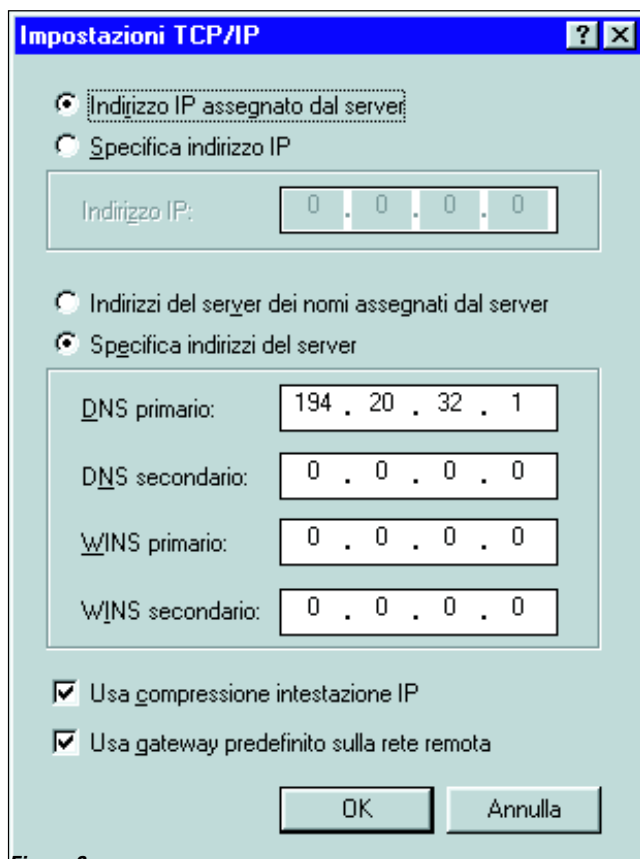 Impostazioni TCP/IP
Indirizzo IP assegnato dal server
Specifica indirizzo IP
Indirizzo IP: 0 . 0 . 0 . 0
Indirizzi del server dei nomi assegnati dal server
Specifica indirizzi del server
DNS primario: 194 . 20 . 32 . 1
DNS secondario: 0 . 0 . 0 . 0
WINS primario: 0 . 0 . 0 . 0
WINS secondario: 0 . 0 . 0 . 0
Usa compressione intestazione IP
Usa gateway predefinito sulla rete remota
OK Annulla